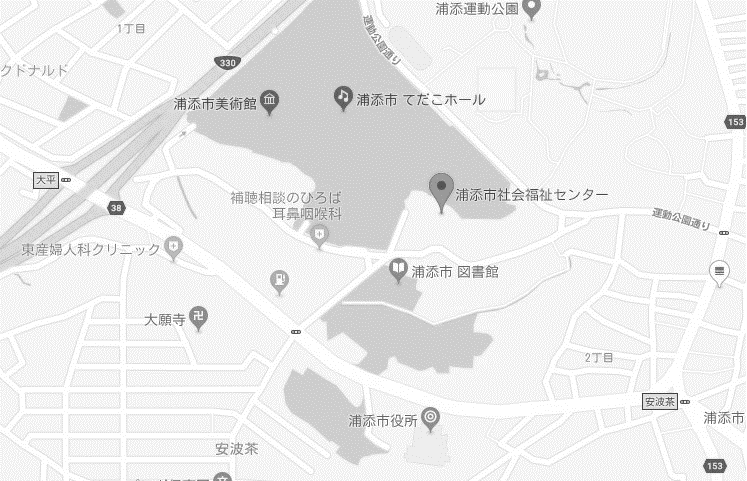 浦添運動公園
1丁目
運動公園通り
330
クドナルド
浦添市美術館
浦添市 てだこホール
153
大平
38
浦添市社会福祉センター
補聴相談のひろば
耳鼻咽喉科
運動公園通り
東産婦人科クリニック
浦添市 図書館
大願寺
2丁目
安波茶
浦添市
浦添市役所
安波茶
153